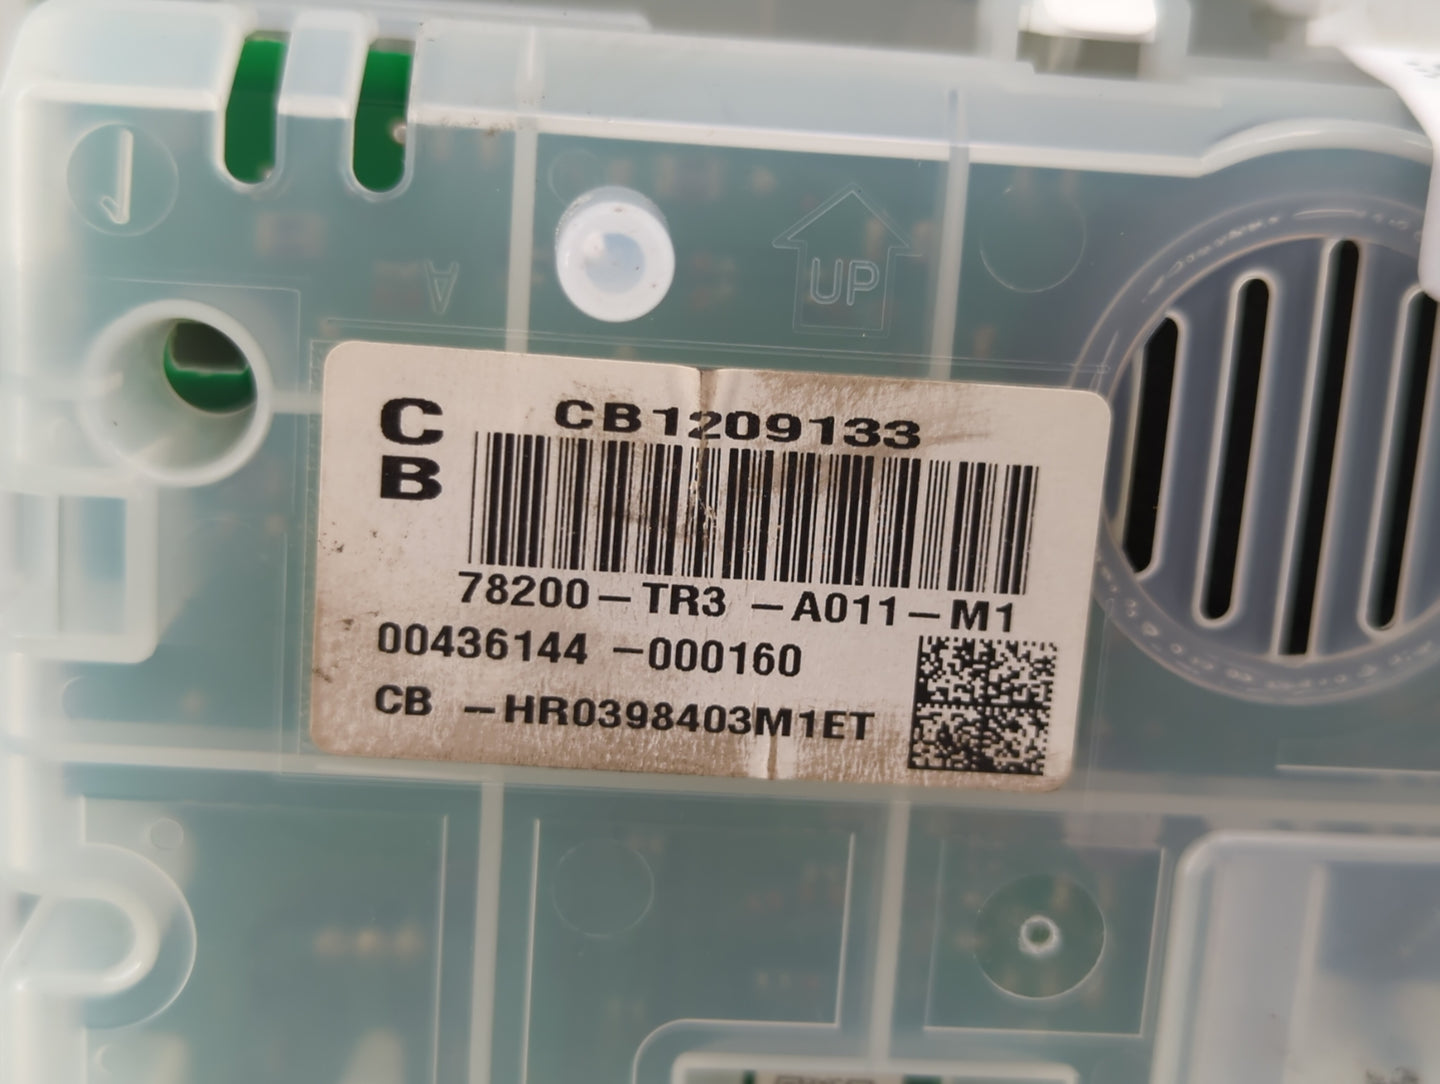 UP
C
B
CB1209133
78200-TR3 -A011-M1
00436144 -000160
CB -HR0398403M1ET